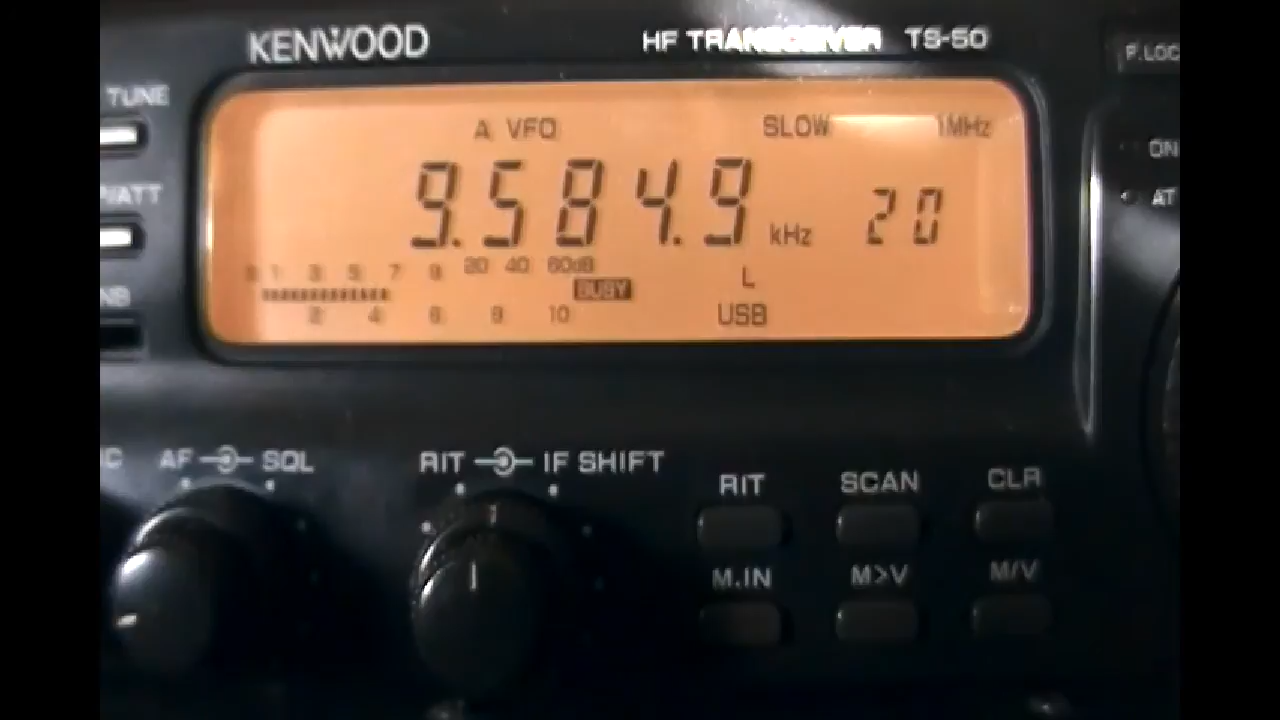 KENWOOD HF TRANSCEIVER TS-50
TUNE
A VFO SLOW 1MHz
9.584.9 kHz 20
1 3 5 7 9 20 40 60dB
BUSY L
2 4 6 8 10
USB
ON
AT
AF SQL
RIT IF SHIFT
RIT SCAN CLR
M.IN M>V M/V